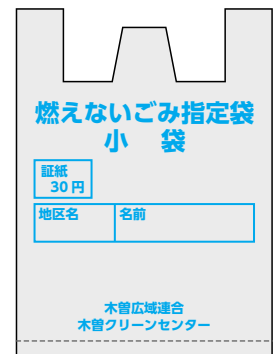 燃えないごみ指定袋
小 袋
証紙
30円
地区名 名前
木曽広域連合
木曽クリーンセンター